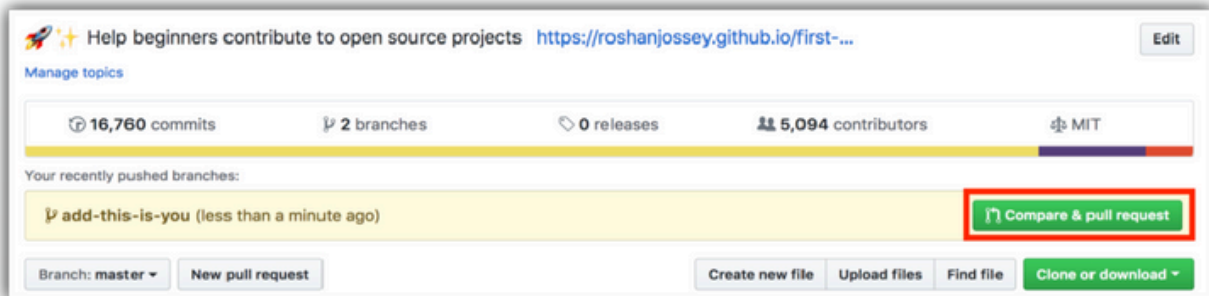 🚀✨ Help beginners contribute to open source projects https://roshanjossey.github.io/first-... Edit
Manage topics
16,760 commits 2 branches 0 releases 5,094 contributors MIT
Your recently pushed branches:
add-this-is-you (less than a minute ago) Compare & pull request
Branch: master New pull request Create new file Upload files Find file Clone or download